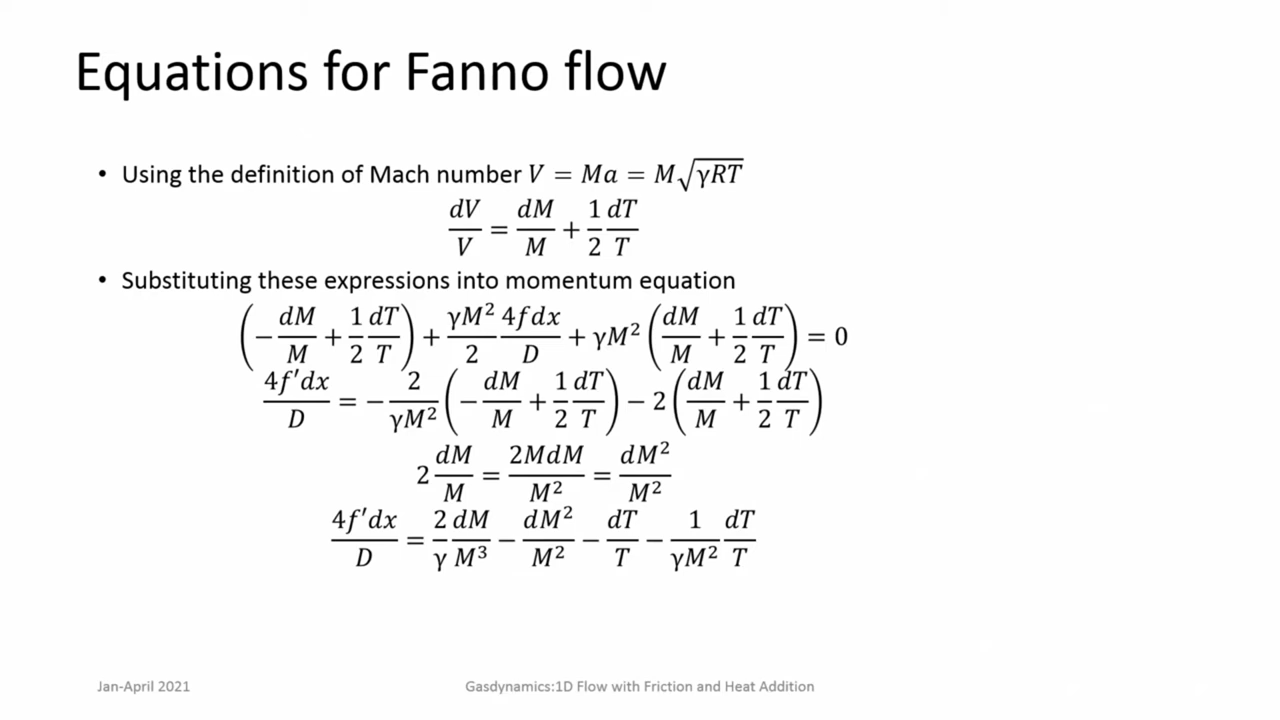 Equations for Fanno flow
• Using the definition of Mach number V = Ma = M√γRT
dV/V = dM/M + 1/2 dT/T
• Substituting these expressions into momentum equation
(−dM/M + 1/2 dT/T) + γM²/2 4fdx/D + γM² (dM/M + 1/2 dT/T) = 0
4f′dx/D = −2/γM² (−dM/M + 1/2 dT/T) − 2 (dM/M + 1/2 dT/T)
2 dM/M = 2MdM/M² = dM²/M²
4f′dx/D = 2/γ dM/M³ − dM²/M² − dT/T − 1/γM² dT/T
Jan-April 2021
Gasdynamics:1D Flow with Friction and Heat Addition